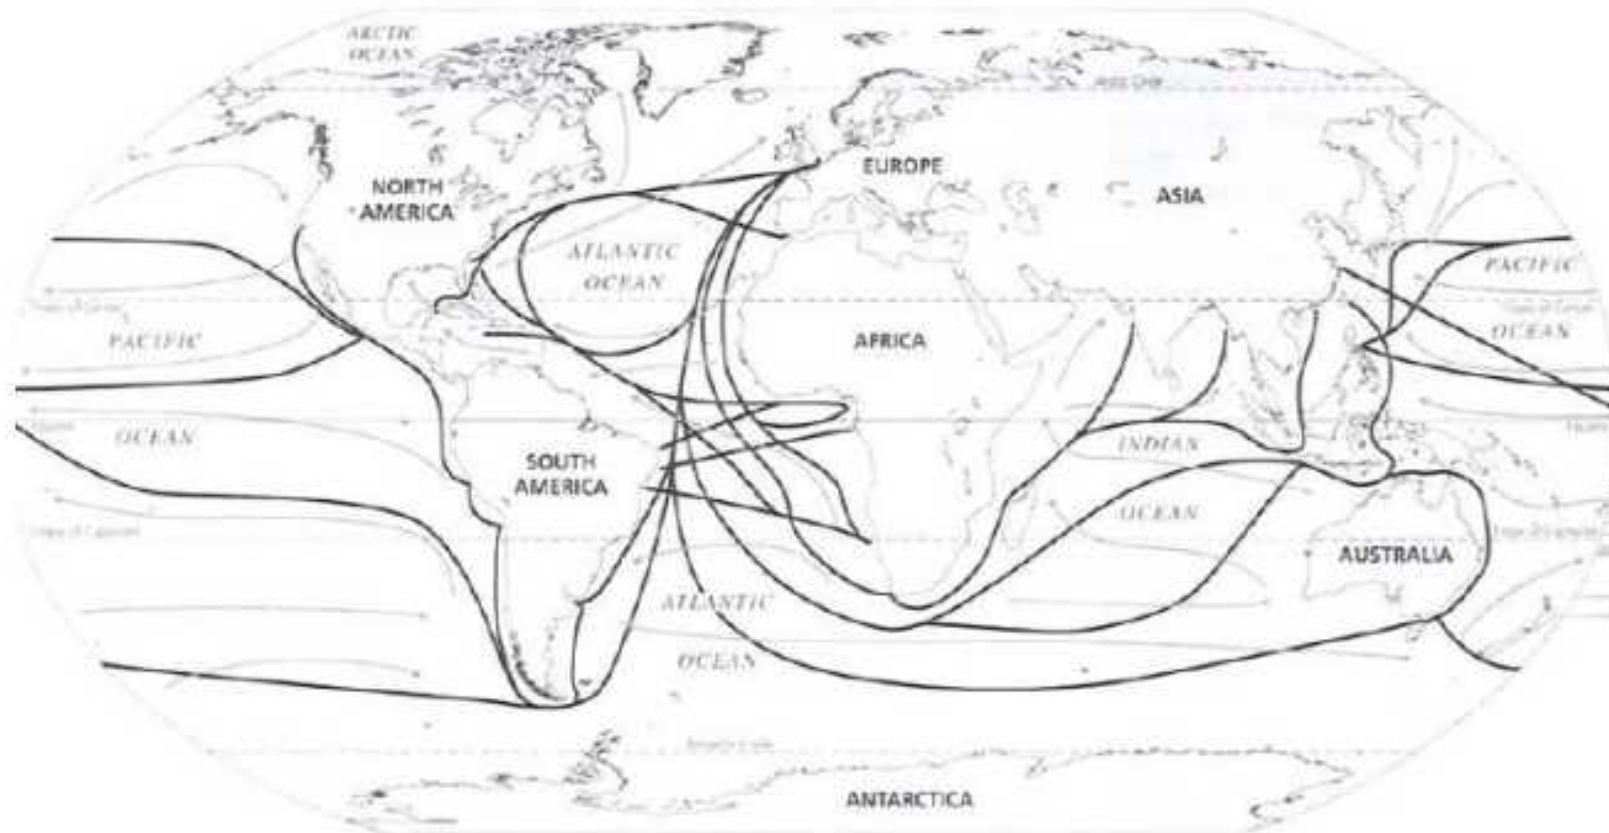 ARCTIC
OCEAN
NORTH
AMERICA
EUROPE
ASIA
ATLANTIC
OCEAN
PACIFIC
OCEAN
PACIFIC
OCEAN
AFRICA
SOUTH
AMERICA
INDIAN
OCEAN
AUSTRALIA
ATLANTIC
OCEAN
ANTARCTICA